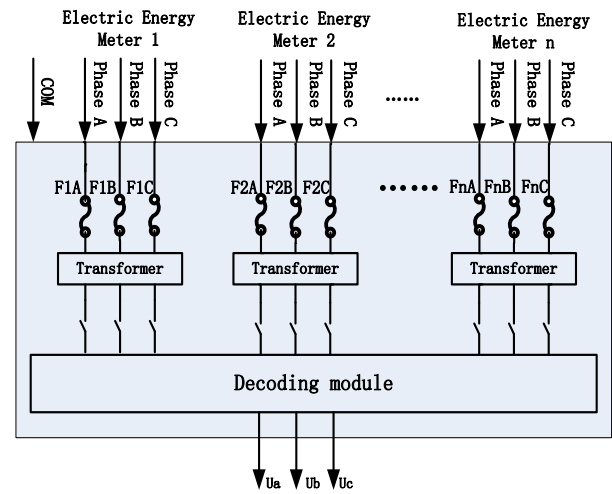 Electric Energy
Meter 1
Electric Energy
Meter 2
Electric Energy
Meter n
COM
Phase A
Phase B
Phase C
Phase A
Phase B
Phase C
......
Phase A
Phase B
Phase C
F1A F1B F1C
F2A F2B F2C
......
FnA FnB FnC
Transformer
Transformer
Transformer
Decoding module
Ua Ub Uc